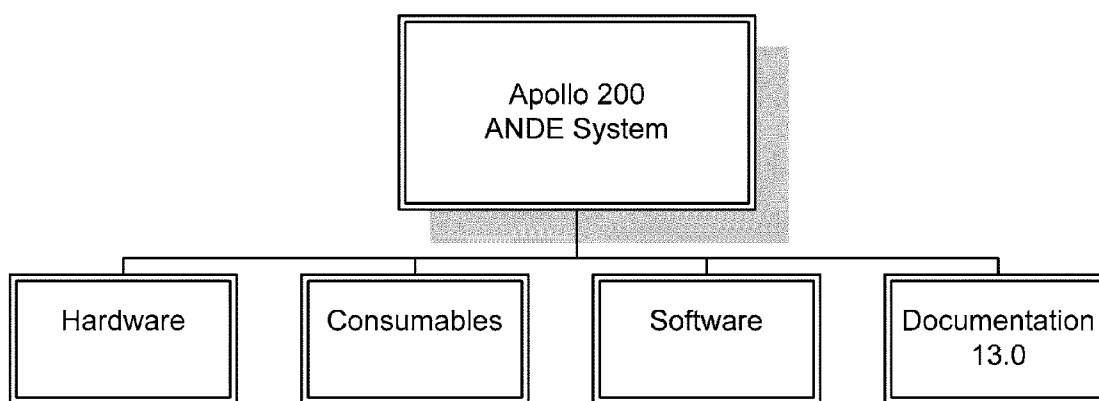 Apollo 200
ANDE System
Hardware
Consumables
Software
Documentation
13.0